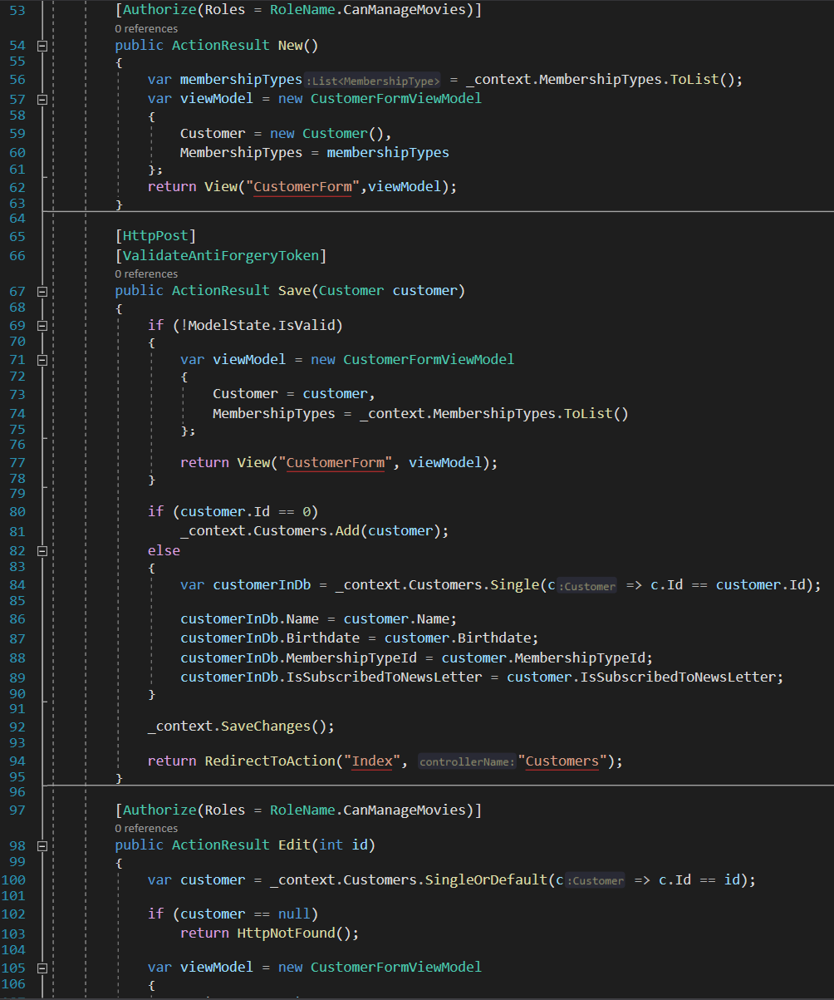 53 [Authorize(Roles = RoleName.CanManageMovies)]
0 references
54 public ActionResult New()
55 {
56 var membershipTypes :List<MembershipType> = _context.MembershipTypes.ToList();
57 var viewModel = new CustomerFormViewModel
58 {
59 Customer = new Customer(),
60 MembershipTypes = membershipTypes
61 };
62 return View("CustomerForm",viewModel);
63 }
64
65 [HttpPost]
66 [ValidateAntiForgeryToken]
0 references
67 public ActionResult Save(Customer customer)
68 {
69 if (!ModelState.IsValid)
70 {
71 var viewModel = new CustomerFormViewModel
72 {
73 Customer = customer,
74 MembershipTypes = _context.MembershipTypes.ToList()
75 };
76
77 return View("CustomerForm", viewModel);
78 }
79
80 if (customer.Id == 0)
81 _context.Customers.Add(customer);
82 else
83 {
84 var customerInDb = _context.Customers.Single(c :Customer => c.Id == customer.Id);
85
86 customerInDb.Name = customer.Name;
87 customerInDb.Birthdate = customer.Birthdate;
88 customerInDb.MembershipTypeId = customer.MembershipTypeId;
89 customerInDb.IsSubscribedToNewsLetter = customer.IsSubscribedToNewsLetter;
90 }
91
92 _context.SaveChanges();
93
94 return RedirectToAction("Index", controllerName: "Customers");
95 }
96
97 [Authorize(Roles = RoleName.CanManageMovies)]
0 references
98 public ActionResult Edit(int id)
99 {
100 var customer = _context.Customers.SingleOrDefault(c :Customer => c.Id == id);
101
102 if (customer == null)
103 return HttpNotFound();
104
105 var viewModel = new CustomerFormViewModel
106 {